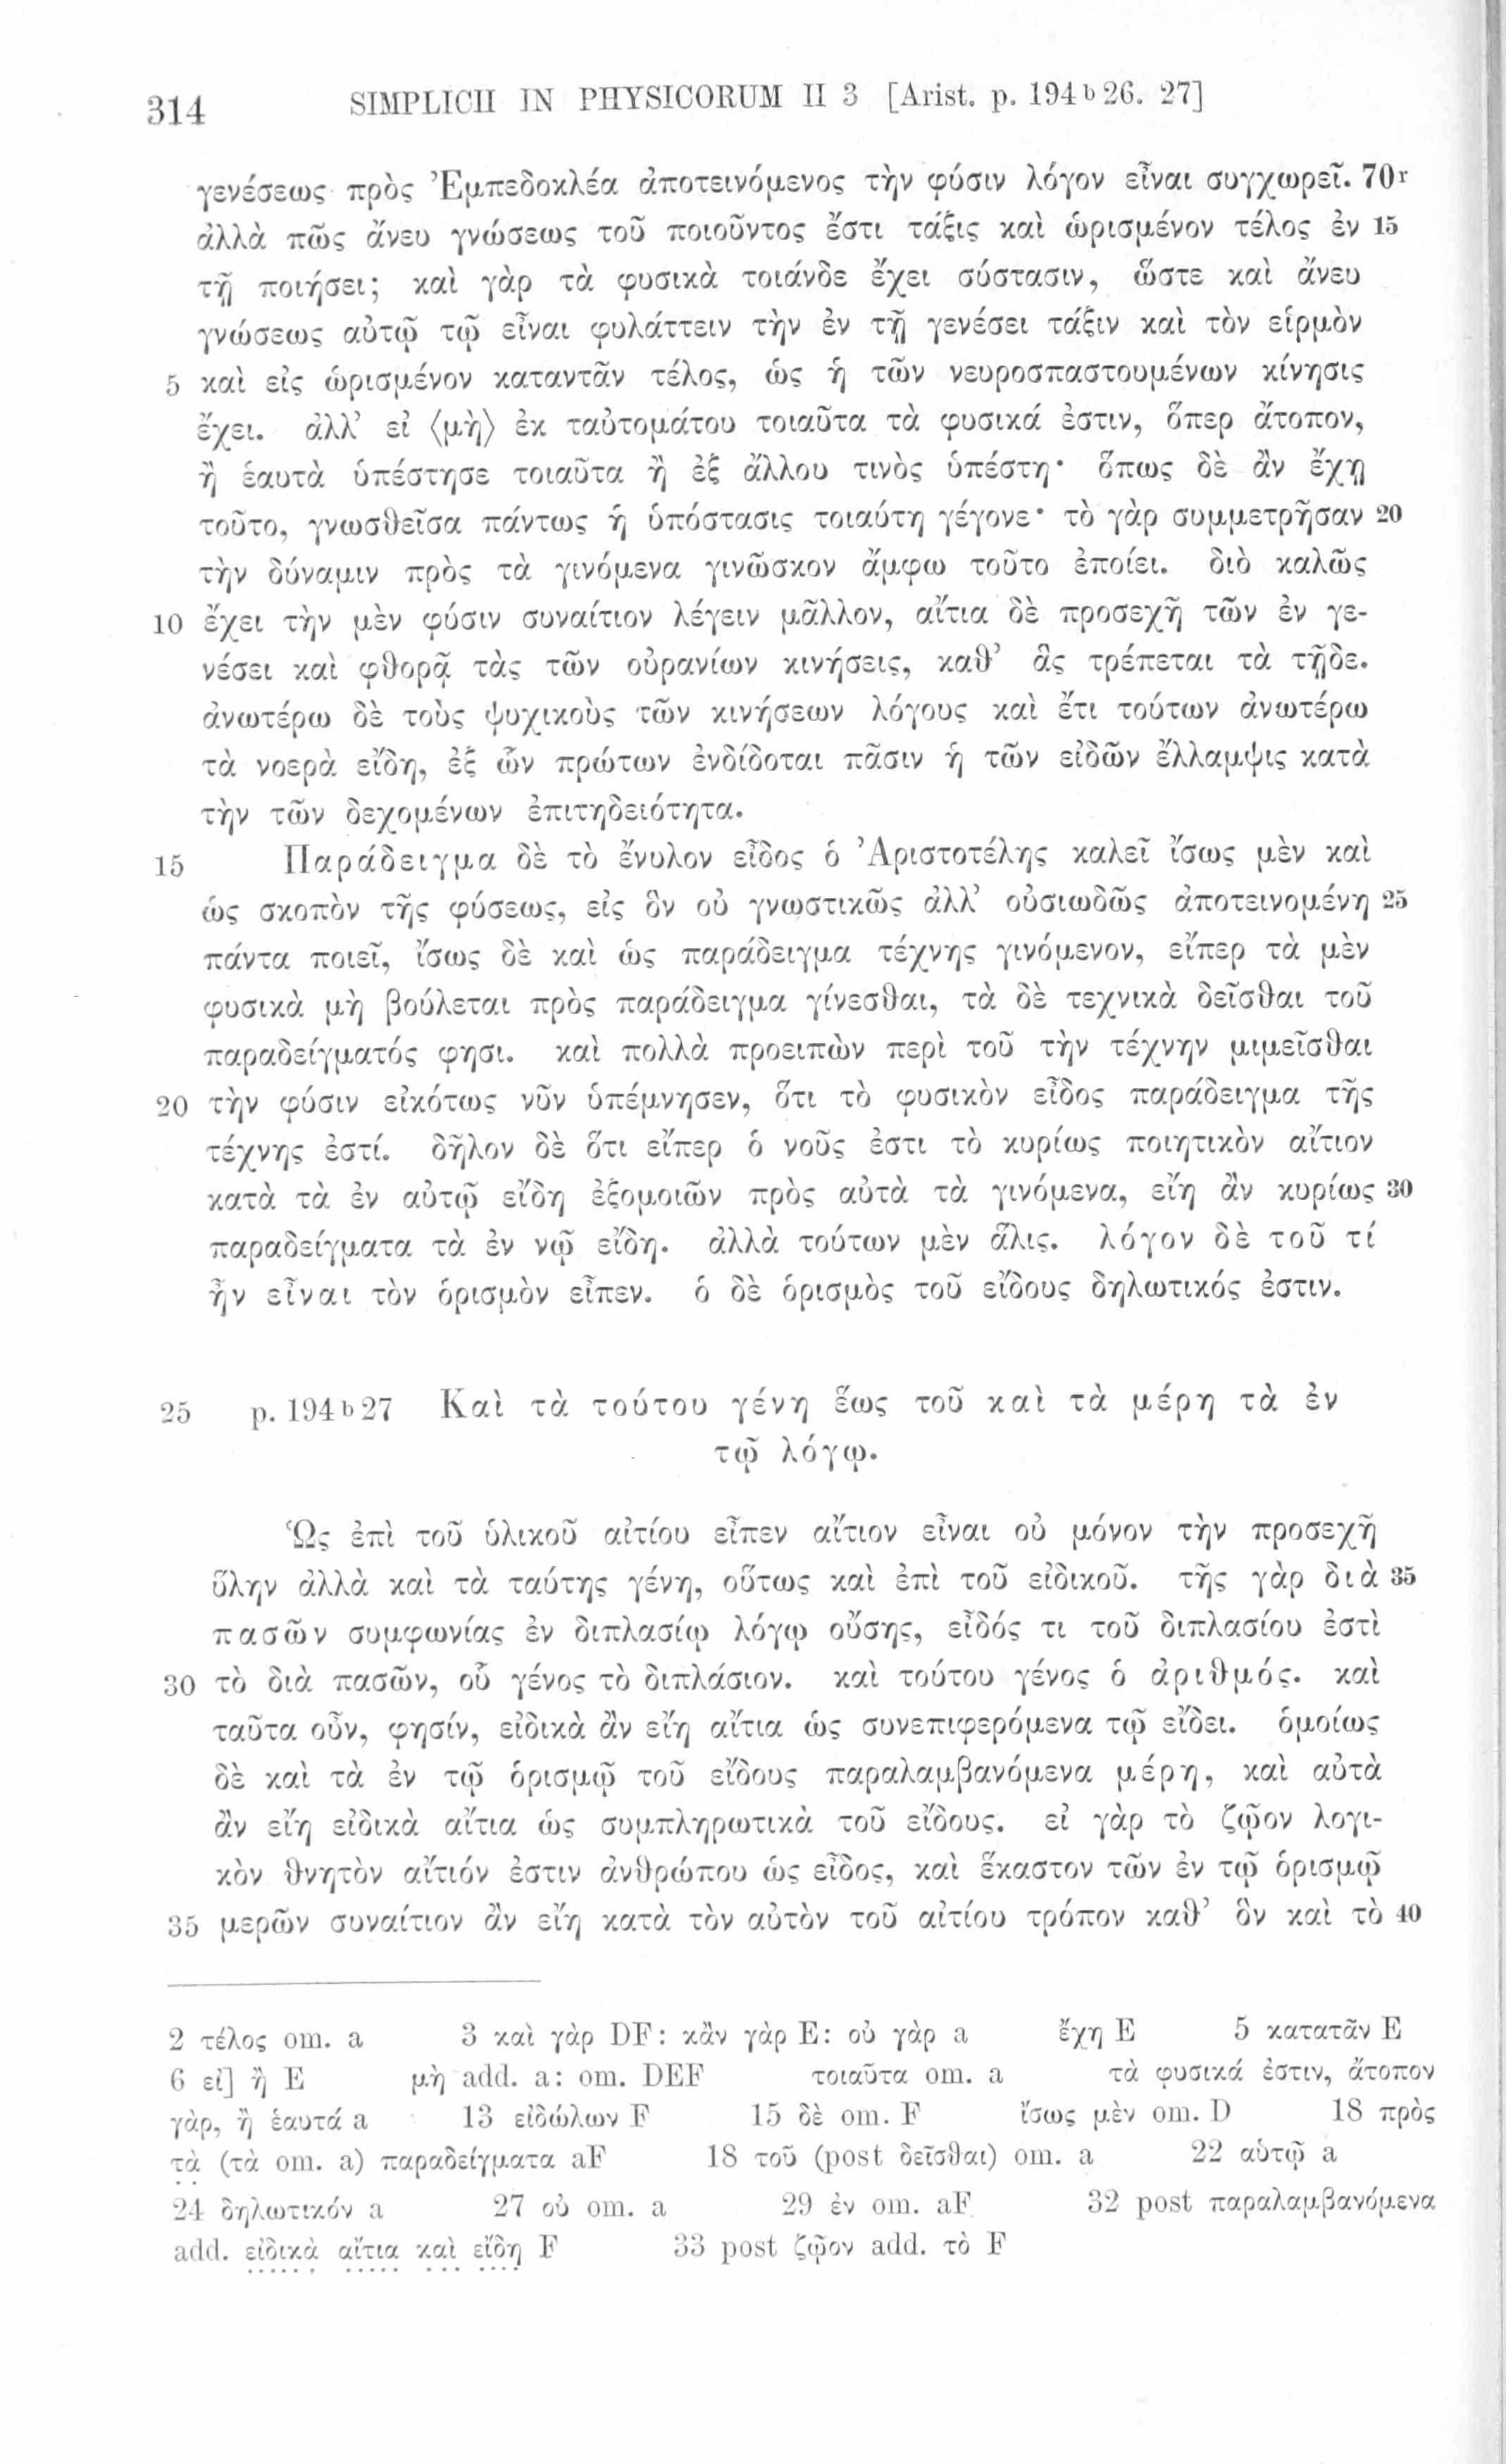 314 SIMPLICII IN PHYSICORUM II 3 [Arist. p. 194 b 26. 27]
γενέσεως πρὸς Ἐμπεδοκλέα ἀποτεινόμενος τὴν φύσιν λόγον εἶναι συγχωρεῖ. 70r
ἀλλὰ πῶς ἄνευ γνώσεως τοῦ ποιοῦντος ἔστι τάξις καὶ ὡρισμένον τέλος ἐν 15
τῇ ποιήσει; καὶ γὰρ τὰ φυσικὰ τοιάνδε ἔχει σύστασιν, ὥστε καὶ ἄνευ
γνώσεως αὐτῷ τῷ εἶναι φυλάττειν τὴν ἐν τῇ γενέσει τάξιν καὶ τὸν εἱρμὸν
5 καὶ εἰς ὡρισμένον καταντᾶν τέλος, ὡς ἡ τῶν νευροσπαστουμένων κίνησις
ἔχει. ἀλλ’ εἰ 〈μὴ〉 ἐκ ταὐτομάτου τοιαῦτα τὰ φυσικά ἐστιν, ὅπερ ἄτοπον,
ἢ ἑαυτὰ ὑπέστησε τοιαῦτα ἢ ἐξ ἄλλου τινὸς ὑπέστη· ὅπως δὲ ἂν ἔχῃ
τοῦτο, γνωσθεῖσα πάντως ἡ ὑπόστασις τοιαύτη γέγονε· τὸ γὰρ συμμετρῆσαν 20
τὴν δύναμιν πρὸς τὰ γινόμενα γινῶσκον ἄμφω τοῦτο ἐποίει. διὸ καλῶς
10 ἔχει τὴν μὲν φύσιν συναίτιον λέγειν μᾶλλον, αἴτια δὲ προσεχῆ τῶν ἐν γε-
νέσει καὶ φθορᾷ τὰς τῶν οὐρανίων κινήσεις, καθ’ ἃς τρέπεται τὰ τῇδε.
ἀνωτέρω δὲ τοὺς ψυχικοὺς τῶν κινήσεων λόγους καὶ ἔτι τούτων ἀνωτέρω
τὰ νοερὰ εἴδη, ἐξ ὧν πρώτων ἐνδίδοται πᾶσιν ἡ τῶν εἰδῶν ἔλλαμψις κατὰ
τὴν τῶν δεχομένων ἐπιτηδειότητα.
15 Παράδειγμα δὲ τὸ ἔνυλον εἶδος ὁ Ἀριστοτέλης καλεῖ ἴσως μὲν καὶ
ὡς σκοπὸν τῆς φύσεως, εἰς ὃν οὐ γνωστικῶς ἀλλ’ οὐσιωδῶς ἀποτεινομένη 25
πάντα ποιεῖ, ἴσως δὲ καὶ ὡς παράδειγμα τέχνης γινόμενον, εἴπερ τὰ μὲν
φυσικὰ μὴ βούλεται πρὸς παράδειγμα γίνεσθαι, τὰ δὲ τεχνικὰ δεῖσθαι τοῦ
παραδείγματός φησι. καὶ πολλὰ προειπὼν περὶ τοῦ τὴν τέχνην μιμεῖσθαι
20 τὴν φύσιν εἰκότως νῦν ὑπέμνησεν, ὅτι τὸ φυσικὸν εἶδος παράδειγμα τῆς
τέχνης ἐστί. δῆλον δὲ ὅτι εἴπερ ὁ νοῦς ἐστι τὸ κυρίως ποιητικὸν αἴτιον
κατὰ τὰ ἐν αὐτῷ εἴδη ἐξομοιῶν πρὸς αὐτὰ τὰ γινόμενα, εἴη ἂν κυρίως 30
παραδείγματα τὰ ἐν νῷ εἴδη. ἀλλὰ τούτων μὲν ἅλις. λόγον δὲ τοῦ τί
ἦν εἶναι τὸν ὁρισμὸν εἶπεν. ὁ δὲ ὁρισμὸς τοῦ εἴδους δηλωτικός ἐστιν.
25 p. 194 b 27 Καὶ τὰ τούτου γένη ἕως τοῦ καὶ τὰ μέρη τὰ ἐν
τῷ λόγῳ.
Ὡς ἐπὶ τοῦ ὑλικοῦ αἰτίου εἶπεν αἴτιον εἶναι οὐ μόνον τὴν προσεχῆ
ὕλην ἀλλὰ καὶ τὰ ταύτης γένη, οὕτως καὶ ἐπὶ τοῦ εἰδικοῦ. τῆς γὰρ διὰ 35
πασῶν συμφωνίας ἐν διπλασίῳ λόγῳ οὔσης, εἶδός τι τοῦ διπλασίου ἐστὶ
30 τὸ διὰ πασῶν, οὗ γένος τὸ διπλάσιον. καὶ τούτου γένος ὁ ἀριθμός. καὶ
ταῦτα οὖν, φησίν, εἰδικὰ ἂν εἴη αἴτια ὡς συνεπιφερόμενα τῷ εἴδει. ὁμοίως
δὲ καὶ τὰ ἐν τῷ ὁρισμῷ τοῦ εἴδους παραλαμβανόμενα μέρη, καὶ αὐτὰ
ἂν εἴη εἰδικὰ αἴτια ὡς συμπληρωτικὰ τοῦ εἴδους. εἰ γὰρ τὸ ζῷον λογι-
κὸν θνητὸν αἴτιόν ἐστιν ἀνθρώπου ὡς εἶδος, καὶ ἕκαστον τῶν ἐν τῷ ὁρισμῷ
35 μερῶν συναίτιον ἂν εἴη κατὰ τὸν αὐτὸν τοῦ αἰτίου τρόπον καθ’ ὃν καὶ τὸ 40
2 τέλος om. a 3 καὶ γὰρ DF: κἂν γὰρ E: οὐ γὰρ a ἔχη E 5 κατατᾶν E
6 εἰ] ἢ E μὴ add. a: om. DEF τοιαῦτα om. a τὰ φυσικά ἐστιν, ἄτοπον
γάρ, ἢ ἑαυτά a 13 εἰδώλων F 15 δὲ om. F ἴσως μὲν om. D 18 πρὸς
τὰ (τὰ om. a) παραδείγματα aF 18 τοῦ (post δεῖσθαι) om. a 22 αὑτῷ a
24 δηλωτικόν a 27 οὐ om. a 29 ἐν om. aF 32 post παραλαμβανόμενα
add. εἰδικὰ αἴτια καὶ εἴδη F 33 post ζῷον add. τὸ F